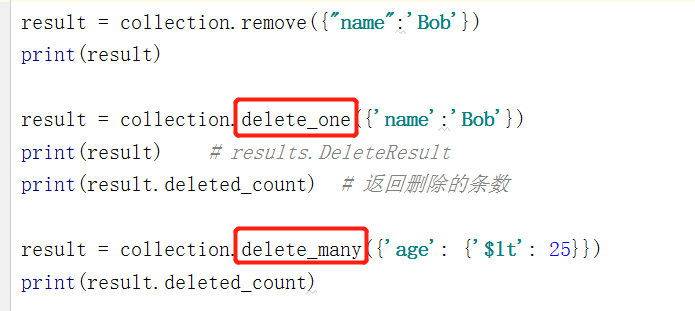 result = collection.remove({"name":'Bob'})
print(result)
result = collection.delete_one({'name':'Bob'})
print(result)    # results.DeleteResult
print(result.deleted_count)  # 返回删除的条数
result = collection.delete_many({'age': {'$lt': 25}})
print(result.deleted_count)